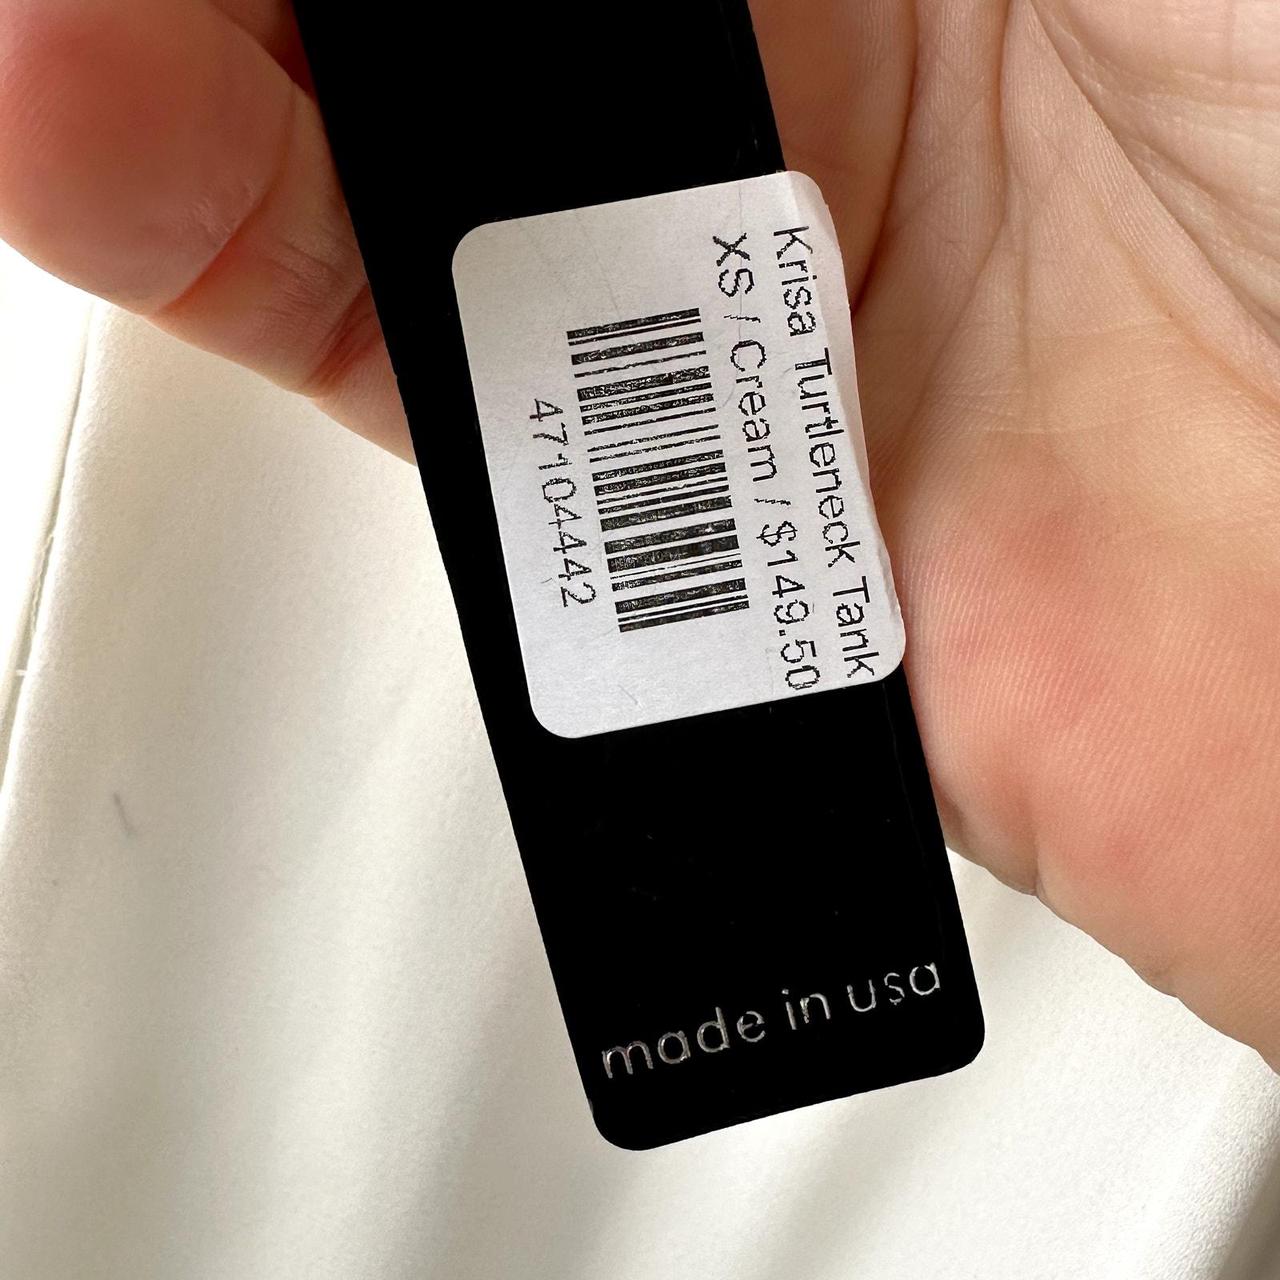 Krisa Turtleneck Tank
XS / Cream / $149.50
47104442
made in usa